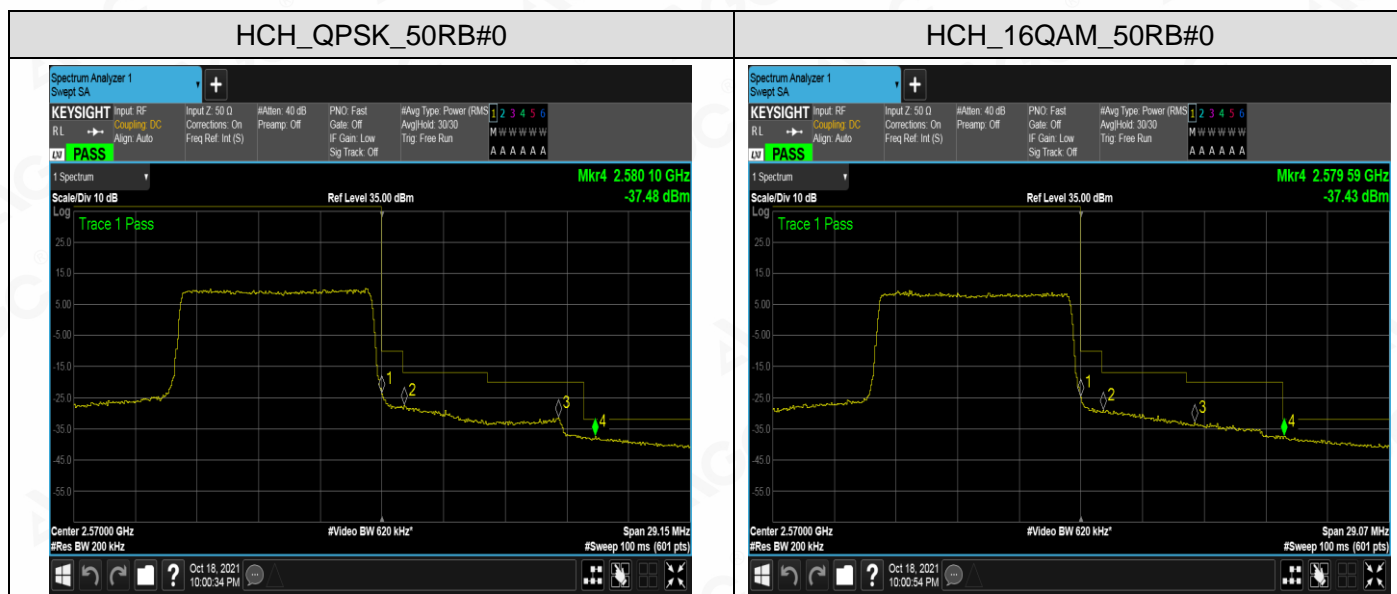 HCH_QPSK_50RB#0
HCH_16QAM_50RB#0
Spectrum Analyzer 1
Swept SA
+
KEYSIGHT
RL
LXI PASS
Input: RF
Coupling: DC
Align: Auto
Input Z: 50 Ω
Corrections: On
Freq Ref: Int (S)
#Atten: 40 dB
Preamp: Off
PNO: Fast
Gate: Off
IF Gain: Low
Sig Track: Off
#Avg Type: Power (RMS
Avg|Hold: 30/30
Trig: Free Run
1 2 3 4 5 6
M W W W W W
A A A A A A
1 Spectrum
Mkr4 2.580 10 GHz
Scale/Div 10 dB
Ref Level 35.00 dBm
-37.48 dBm
Log
Trace 1 Pass
25.0
15.0
5.00
-5.00
-15.0
-25.0
-35.0
-45.0
-55.0
1
2
3
4
Center 2.57000 GHz
#Video BW 620 kHz*
Span 29.15 MHz
#Res BW 200 kHz
#Sweep 100 ms (601 pts)
?
Oct 18, 2021
10:00:34 PM
Spectrum Analyzer 1
Swept SA
+
KEYSIGHT
RL
LXI PASS
Input: RF
Coupling: DC
Align: Auto
Input Z: 50 Ω
Corrections: On
Freq Ref: Int (S)
#Atten: 40 dB
Preamp: Off
PNO: Fast
Gate: Off
IF Gain: Low
Sig Track: Off
#Avg Type: Power (RMS
Avg|Hold: 30/30
Trig: Free Run
1 2 3 4 5 6
M W W W W W
A A A A A A
1 Spectrum
Mkr4 2.579 59 GHz
Scale/Div 10 dB
Ref Level 35.00 dBm
-37.43 dBm
Log
Trace 1 Pass
25.0
15.0
5.00
-5.00
-15.0
-25.0
-35.0
-45.0
-55.0
1
2
3
4
Center 2.57000 GHz
#Video BW 620 kHz*
Span 29.07 MHz
#Res BW 200 kHz
#Sweep 100 ms (601 pts)
?
Oct 18, 2021
10:00:54 PM